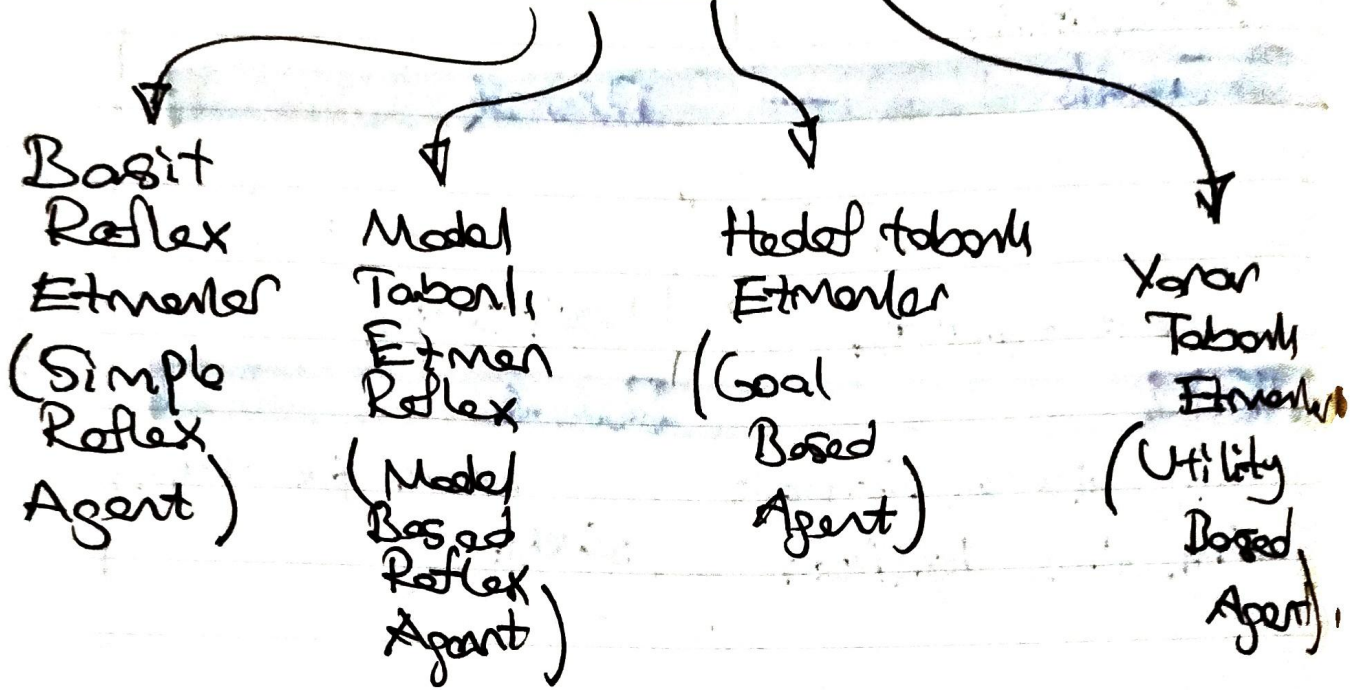 Basit
Reflex
Etmenler
(Simple
Reflex
Agent)
Model
Tabanlı
Etmen
Reflex
(Model
Based
Reflex
Agent)
Hedef tabanlı
Etmenler
(Goal
Based
Agent)
Yarar
Tabanlı
Etmenler
(Utility
Based
Agent)